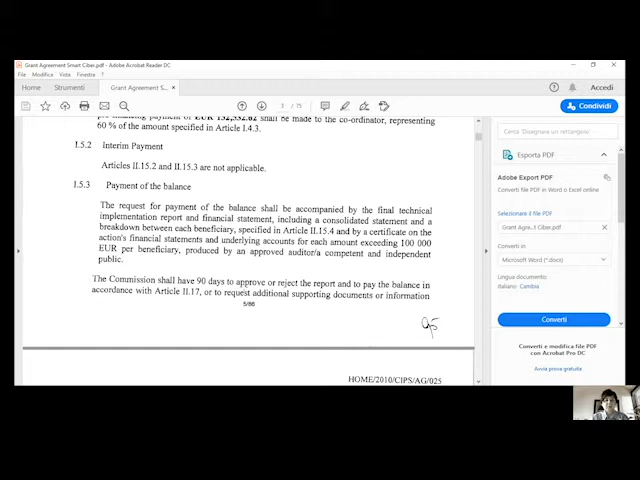 Grant Agreement Smart Ciber.pdf - Adobe Acrobat Reader DC
File Modifica Vista Finestra ?
Home Strumenti Grant Agreement S... × Accedi
3 / 75 Condividi
60 % of the amount specified in Article I.4.3.
I.5.2 Interim Payment
Articles II.15.2 and II.15.3 are not applicable.
I.5.3 Payment of the balance
The request for payment of the balance shall be accompanied by the final technical
implementation report and financial statement, including a consolidated statement and a
breakdown between each beneficiary, specified in Article II.15.4 and by a certificate on the
action's financial statements and underlying accounts for each amount exceeding 100 000
EUR per beneficiary, produced by an approved auditor/a competent and independent
public.
The Commission shall have 90 days to approve or reject the report and to pay the balance in
accordance with Article II.17, or to request additional supporting documents or information
5/86
HOME/2010/CIPS/AG/025
Cerca "Disegna un rettangolo"
Esporta PDF
Adobe Export PDF
Converti file PDF in Word o Excel online
Selezionare il file PDF
Grant Agre...t Ciber.pdf
Converti in
Microsoft Word (*.docx)
Lingua documento:
Italiano Cambia
Converti
Converti e modifica file PDF
con Acrobat Pro DC
Avvia prova gratuita